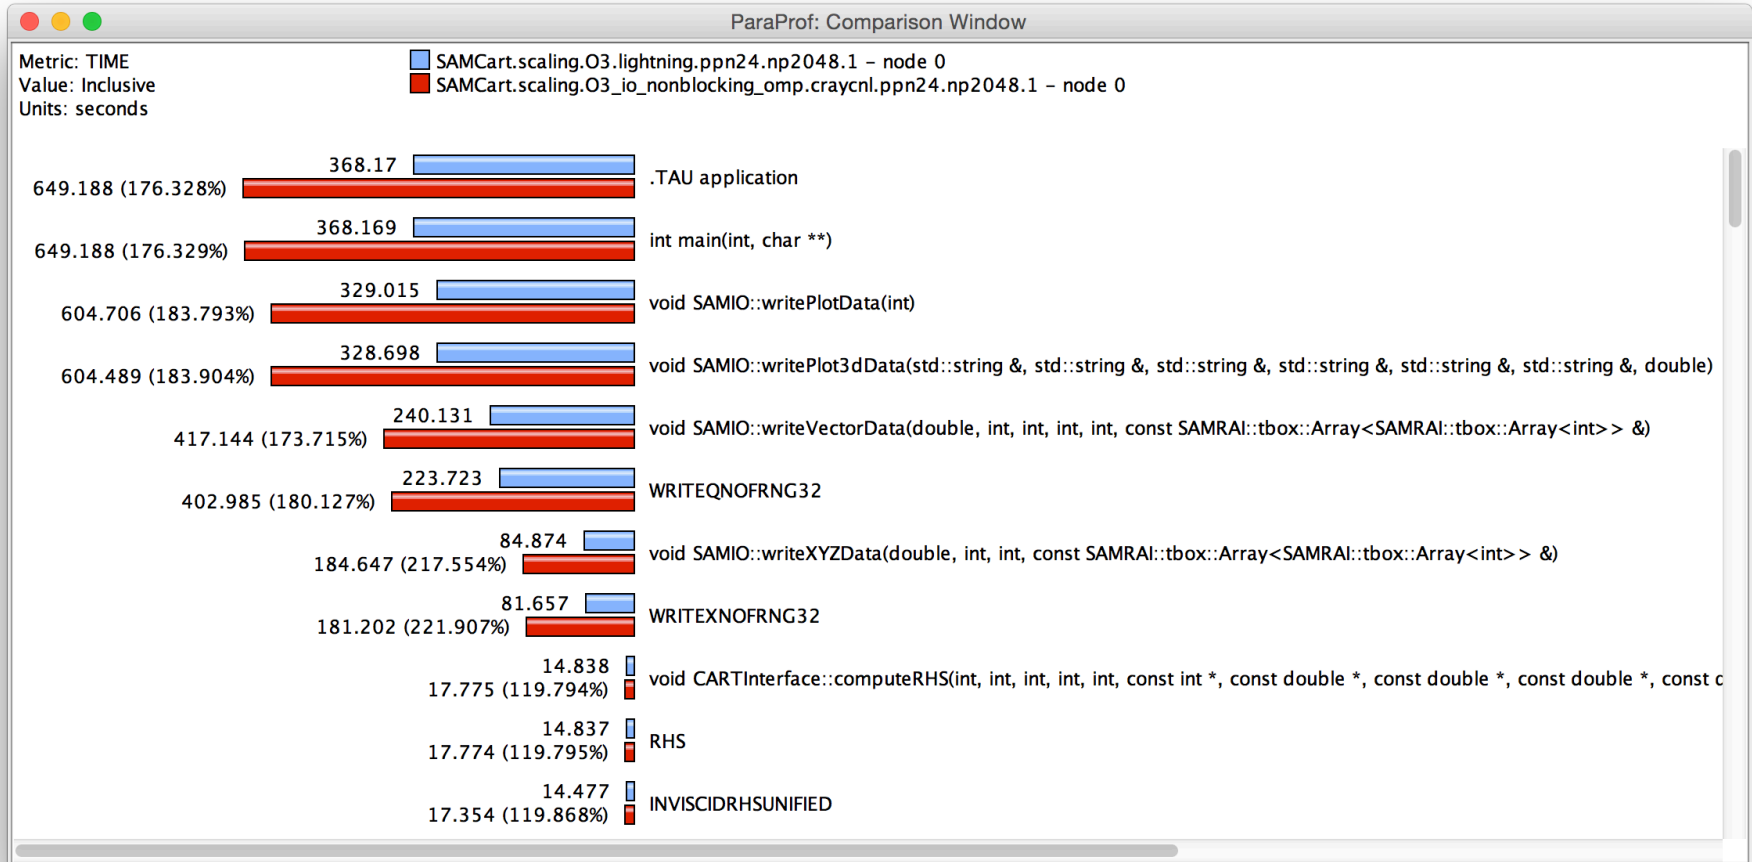 ParaProf: Comparison Window
Metric: TIME
Value: Inclusive
Units: seconds
SAMCart.scaling.O3.lightning.ppn24.np2048.1 - node 0
SAMCart.scaling.O3_io_nonblocking_omp.craycnl.ppn24.np2048.1 - node 0
368.17
649.188 (176.328%)
.TAU application
368.169
649.188 (176.329%)
int main(int, char **)
329.015
604.706 (183.793%)
void SAMIO::writePlotData(int)
328.698
604.489 (183.904%)
void SAMIO::writePlot3dData(std::string &, std::string &, std::string &, std::string &, std::string &, std::string &, double)
240.131
417.144 (173.715%)
void SAMIO::writeVectorData(double, int, int, int, int, const SAMRAI::tbox::Array<SAMRAI::tbox::Array<int>> &)
223.723
402.985 (180.127%)
WRITEQNOFRNG32
84.874
184.647 (217.554%)
void SAMIO::writeXYZData(double, int, int, const SAMRAI::tbox::Array<SAMRAI::tbox::Array<int>> &)
81.657
181.202 (221.907%)
WRITEXNOFRNG32
14.838
17.775 (119.794%)
void CARTInterface::computeRHS(int, int, int, int, int, const int *, const double *, const double *, const double *, const
14.837
17.774 (119.795%)
RHS
14.477
17.354 (119.868%)
INVISCIDRHSUNIFIED